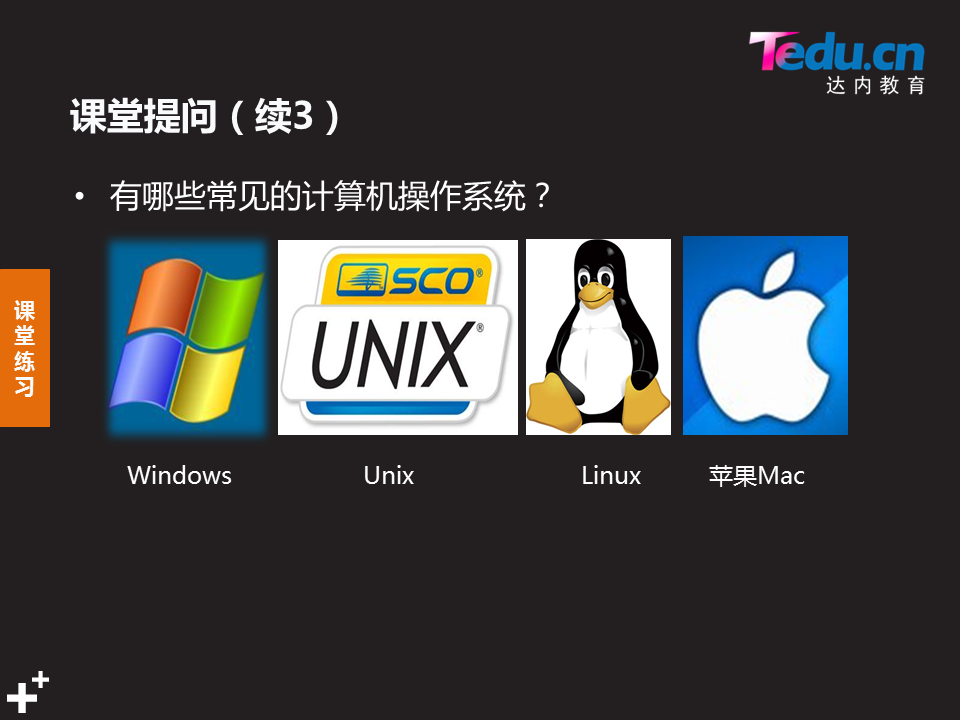 Tedu.cn
达内教育
课堂提问（续3）
• 有哪些常见的计算机操作系统？
课堂练习
SCO®
UNIX®
Windows
Unix
Linux
苹果Mac